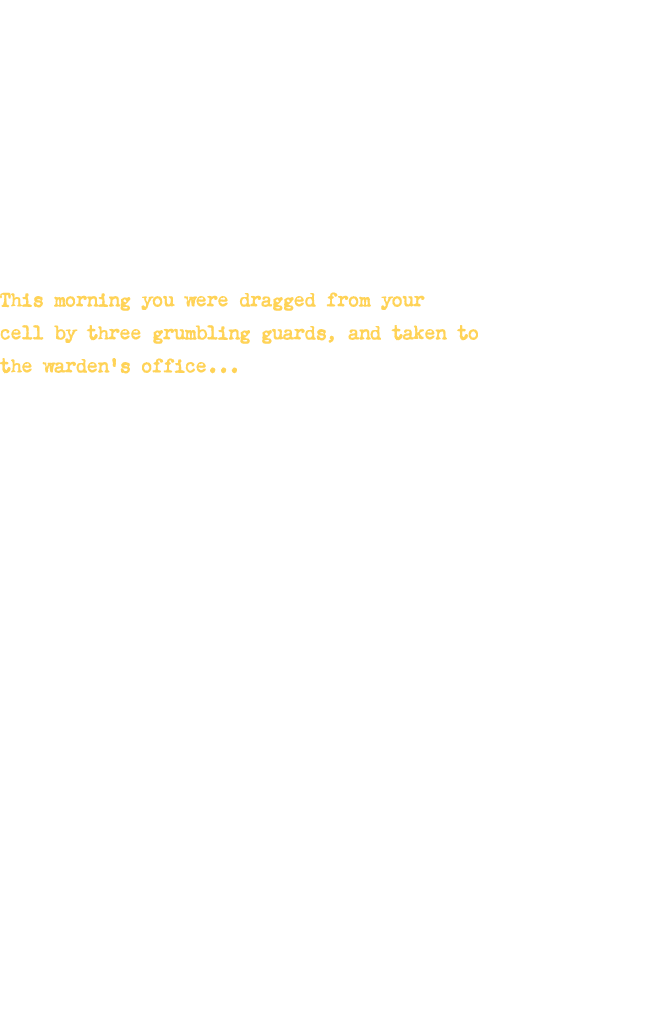 This morning you were dragged from your
cell by three grumbling guards, and taken to
the warden's office...